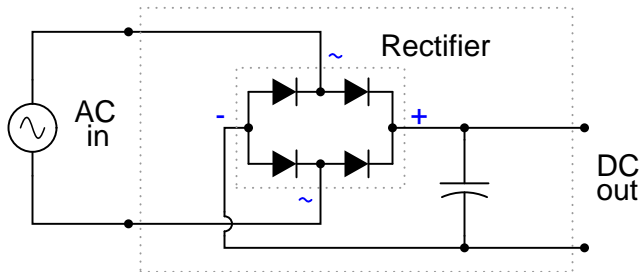 Rectifier
~
AC
in
-
+
~
DC
out